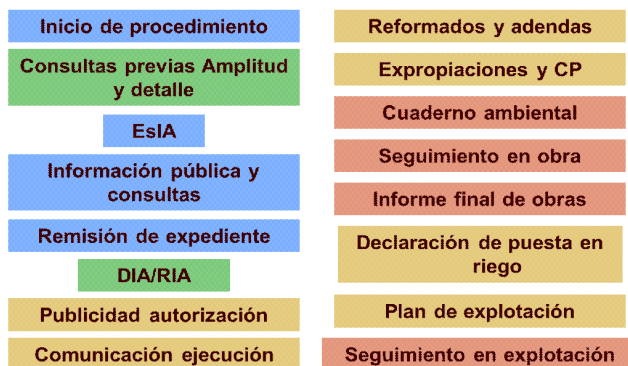 Inicio de procedimiento
Consultas previas Amplitud
y detalle
EsIA
Información pública y
consultas
Remisión de expediente
DIA/RIA
Publicidad autorización
Comunicación ejecución
Reformados y adendas
Expropiaciones y CP
Cuaderno ambiental
Seguimiento en obra
Informe final de obras
Declaración de puesta en
riego
Plan de explotación
Seguimiento en explotación